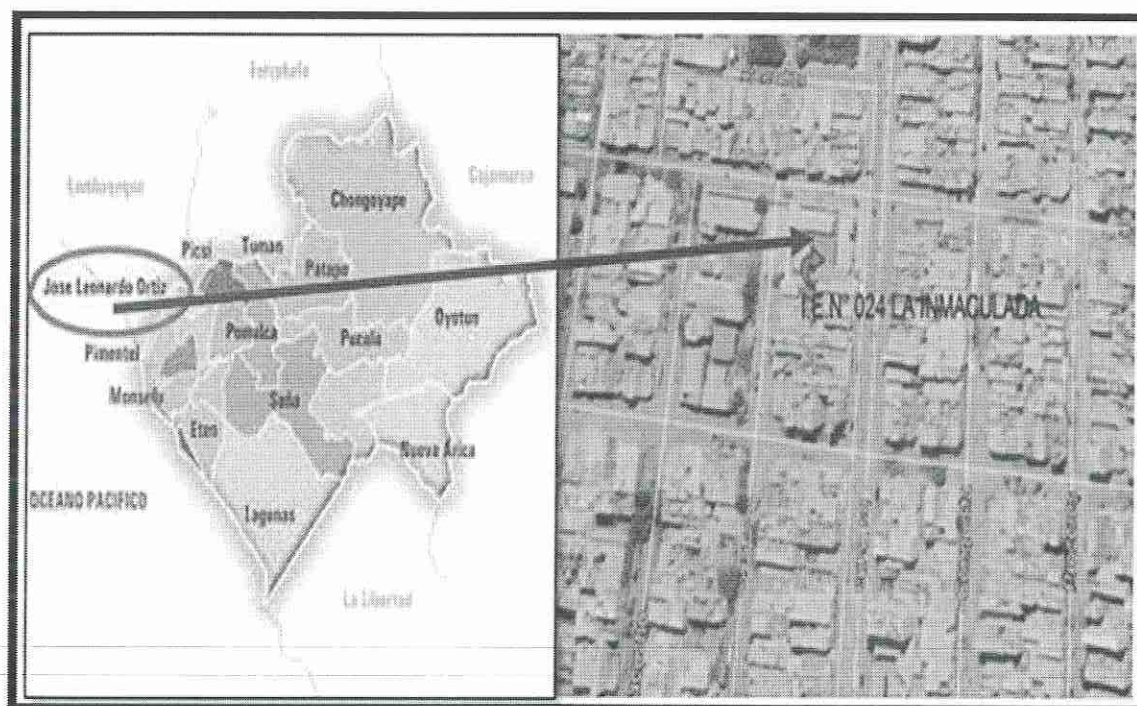 Ferreñafe
Lambayeque
Cajamarca
Chongoyape
Picsi
Tuman
Patapo
Jose Leonardo Ortiz
Oyotun
Pomalca
Pucala
Pimentel
Monsefu
Saña
Eten
Nueva Arica
OCEANO PACIFICO
Lagunas
La Libertad
I.E.N° 024 LA INMACULADA